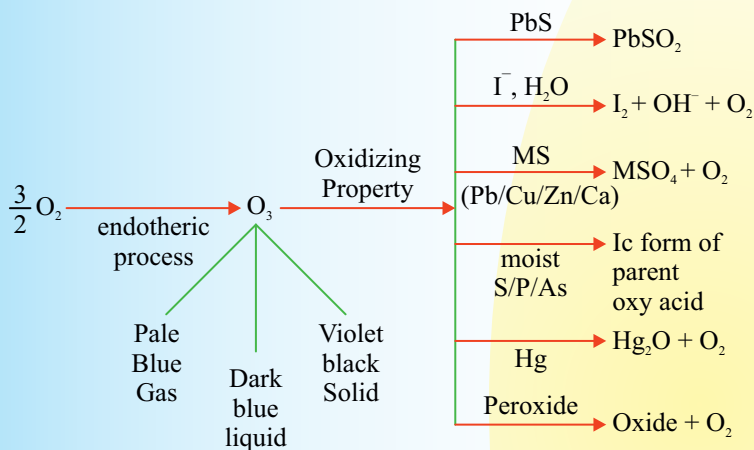 PbS
PbSO₂
I⁻, H₂O
I₂ + OH⁻ + O₂
Oxidizing
Property
MS
(Pb/Cu/Zn/Ca)
MSO₄ + O₂
3/2 O₂
endotheric
process
O₃
moist
S/P/As
Ic form of
parent
oxy acid
Pale
Blue
Gas
Dark
blue
liquid
Violet
black
Solid
Hg
Hg₂O + O₂
Peroxide
Oxide + O₂